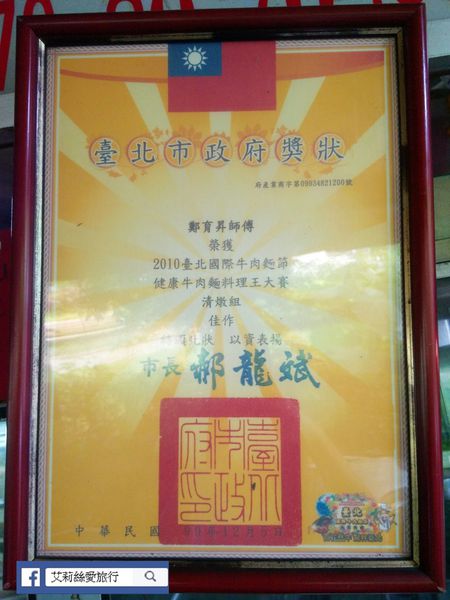 臺北市政府獎狀
府產業商字第09934821200號
鄭育昇師傅
榮獲
2010臺北國際牛肉麵節
健康牛肉麵料理王大賽
清燉組
佳作
狀 以資表揚
市長 郝龍斌
臺北市政府印
中華民國
臺北
艾莉絲愛旅行